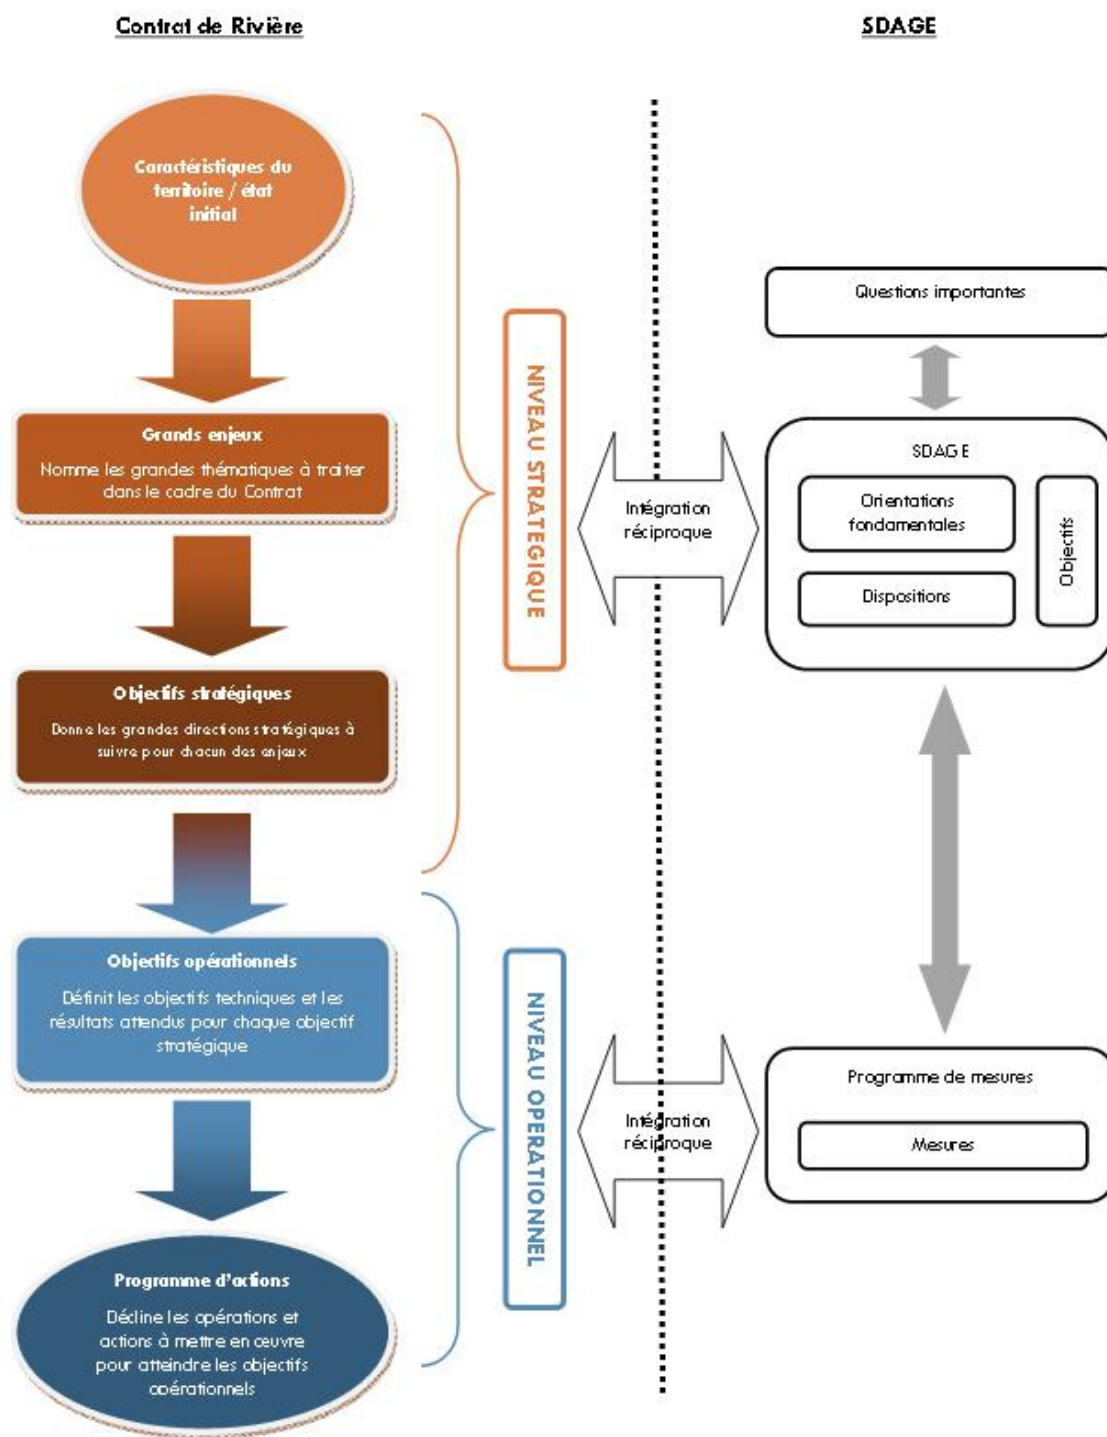 Contrat de Rivière
SDAGE
Caractéristiques du
territoire / état
initial
Grands enjeux
Nomme les grandes thématiques à traiter
dans le cadre du Contrat
Objectifs stratégiques
Donne les grandes directions stratégiques à
suivre pour chacun des enjeux
Objectifs opérationnels
Définit les objectifs techniques et les
résultats attendus pour chaque objectif
stratégique
Programme d'actions
Décline les opérations et
actions à mettre en œuvre
pour atteindre les objectifs
opérationnels
NIVEAU STRATEGIQUE
NIVEAU OPERATIONNEL
Intégration
réciproque
Intégration
réciproque
Questions importantes
SDAGE
Orientations
fondamentales
Dispositions
Objectifs
Programme de mesures
Mesures